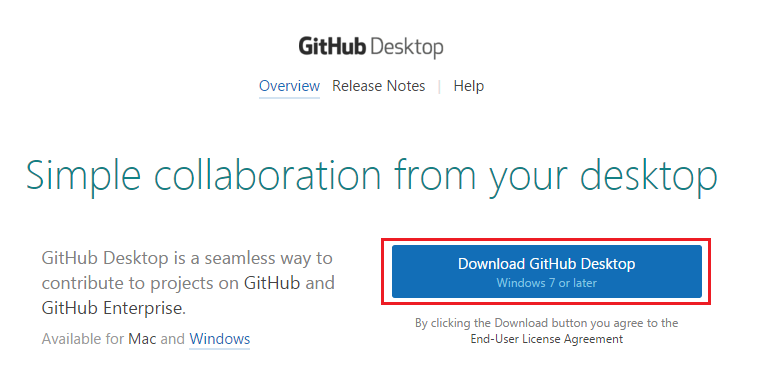 GitHub Desktop
Overview Release Notes | Help
Simple collaboration from your desktop
GitHub Desktop is a seamless way to
contribute to projects on GitHub and
GitHub Enterprise.
Available for Mac and Windows
Download GitHub Desktop
Windows 7 or later
By clicking the Download button you agree to the
End-User License Agreement